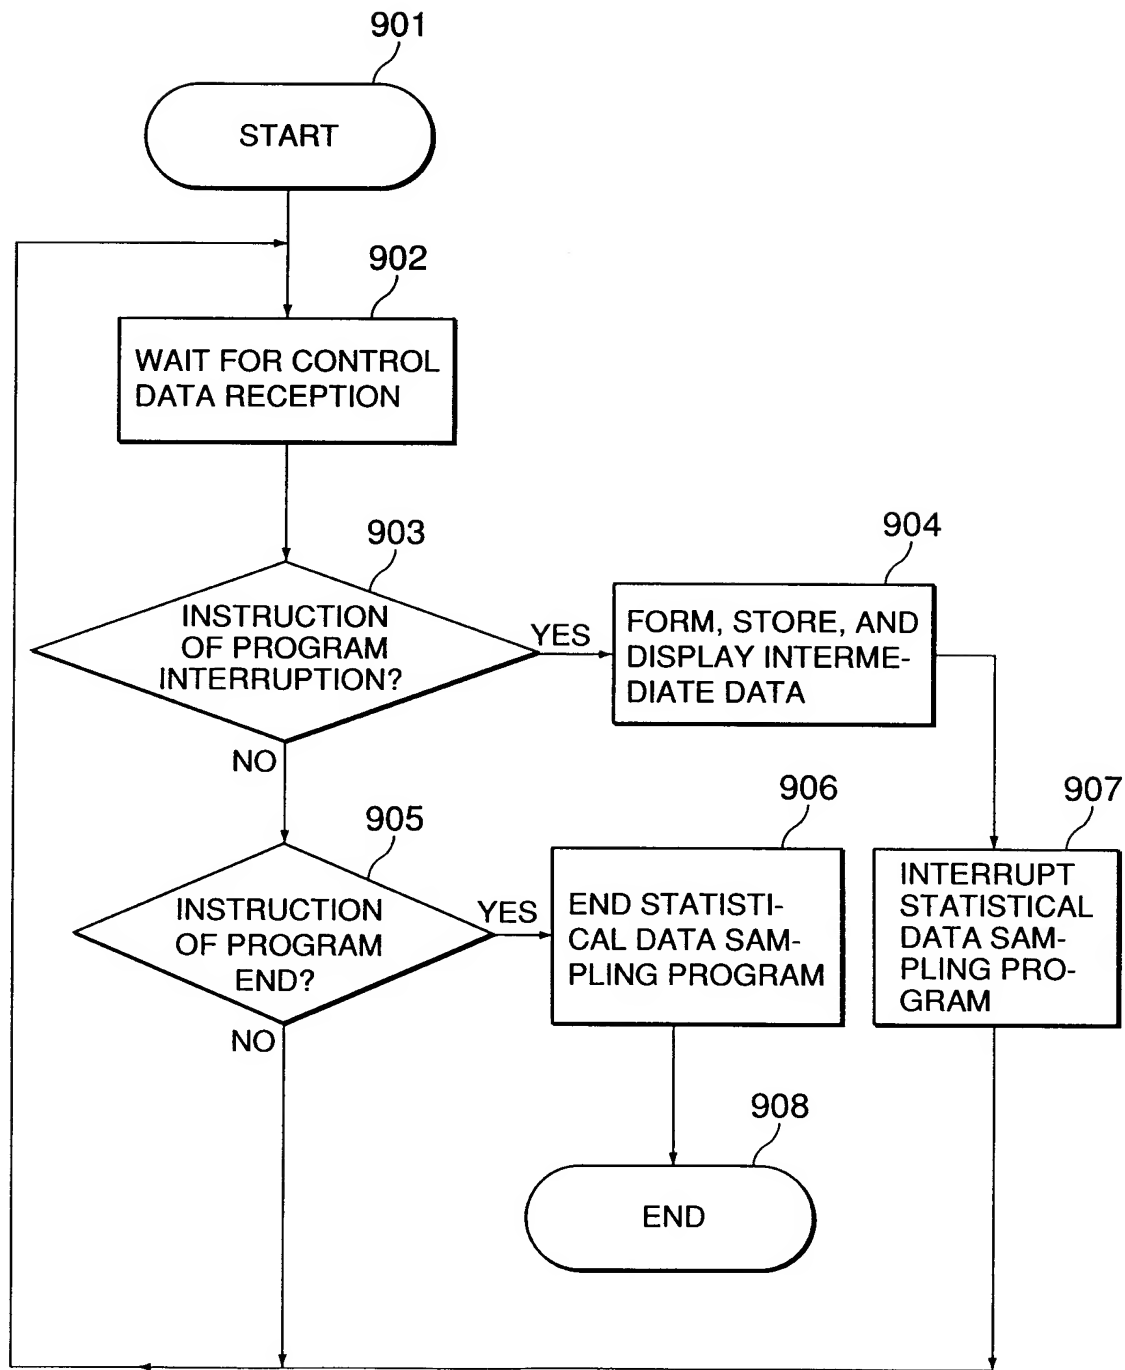 901
START
902
WAIT FOR CONTROL
DATA RECEPTION
903
INSTRUCTION
OF PROGRAM
INTERRUPTION?
YES
904
FORM, STORE, AND
DISPLAY INTERME-
DIATE DATA
NO
905
INSTRUCTION
OF PROGRAM
END?
YES
906
END STATISTI-
CAL DATA SAM-
PLING PROGRAM
907
INTERRUPT
STATISTICAL
DATA SAM-
PLING PRO-
GRAM
NO
908
END